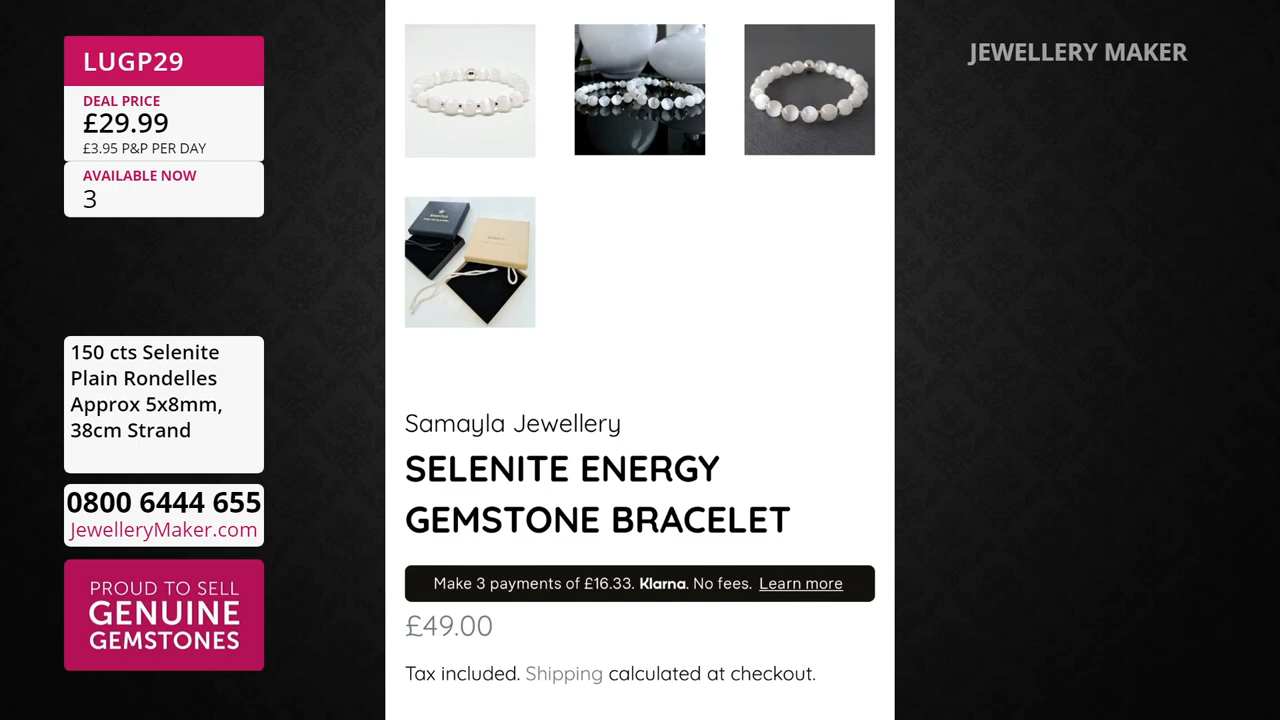 LUGP29
DEAL PRICE
£29.99
£3.95 P&P PER DAY
AVAILABLE NOW
3
150 cts Selenite
Plain Rondelles
Approx 5x8mm,
38cm Strand
0800 6444 655
JewelleryMaker.com
PROUD TO SELL
GENUINE
GEMSTONES
Samayla Jewellery
SELENITE ENERGY
GEMSTONE BRACELET
Make 3 payments of £16.33. Klarna. No fees. Learn more
£49.00
Tax included. Shipping calculated at checkout.
JEWELLERY MAKER